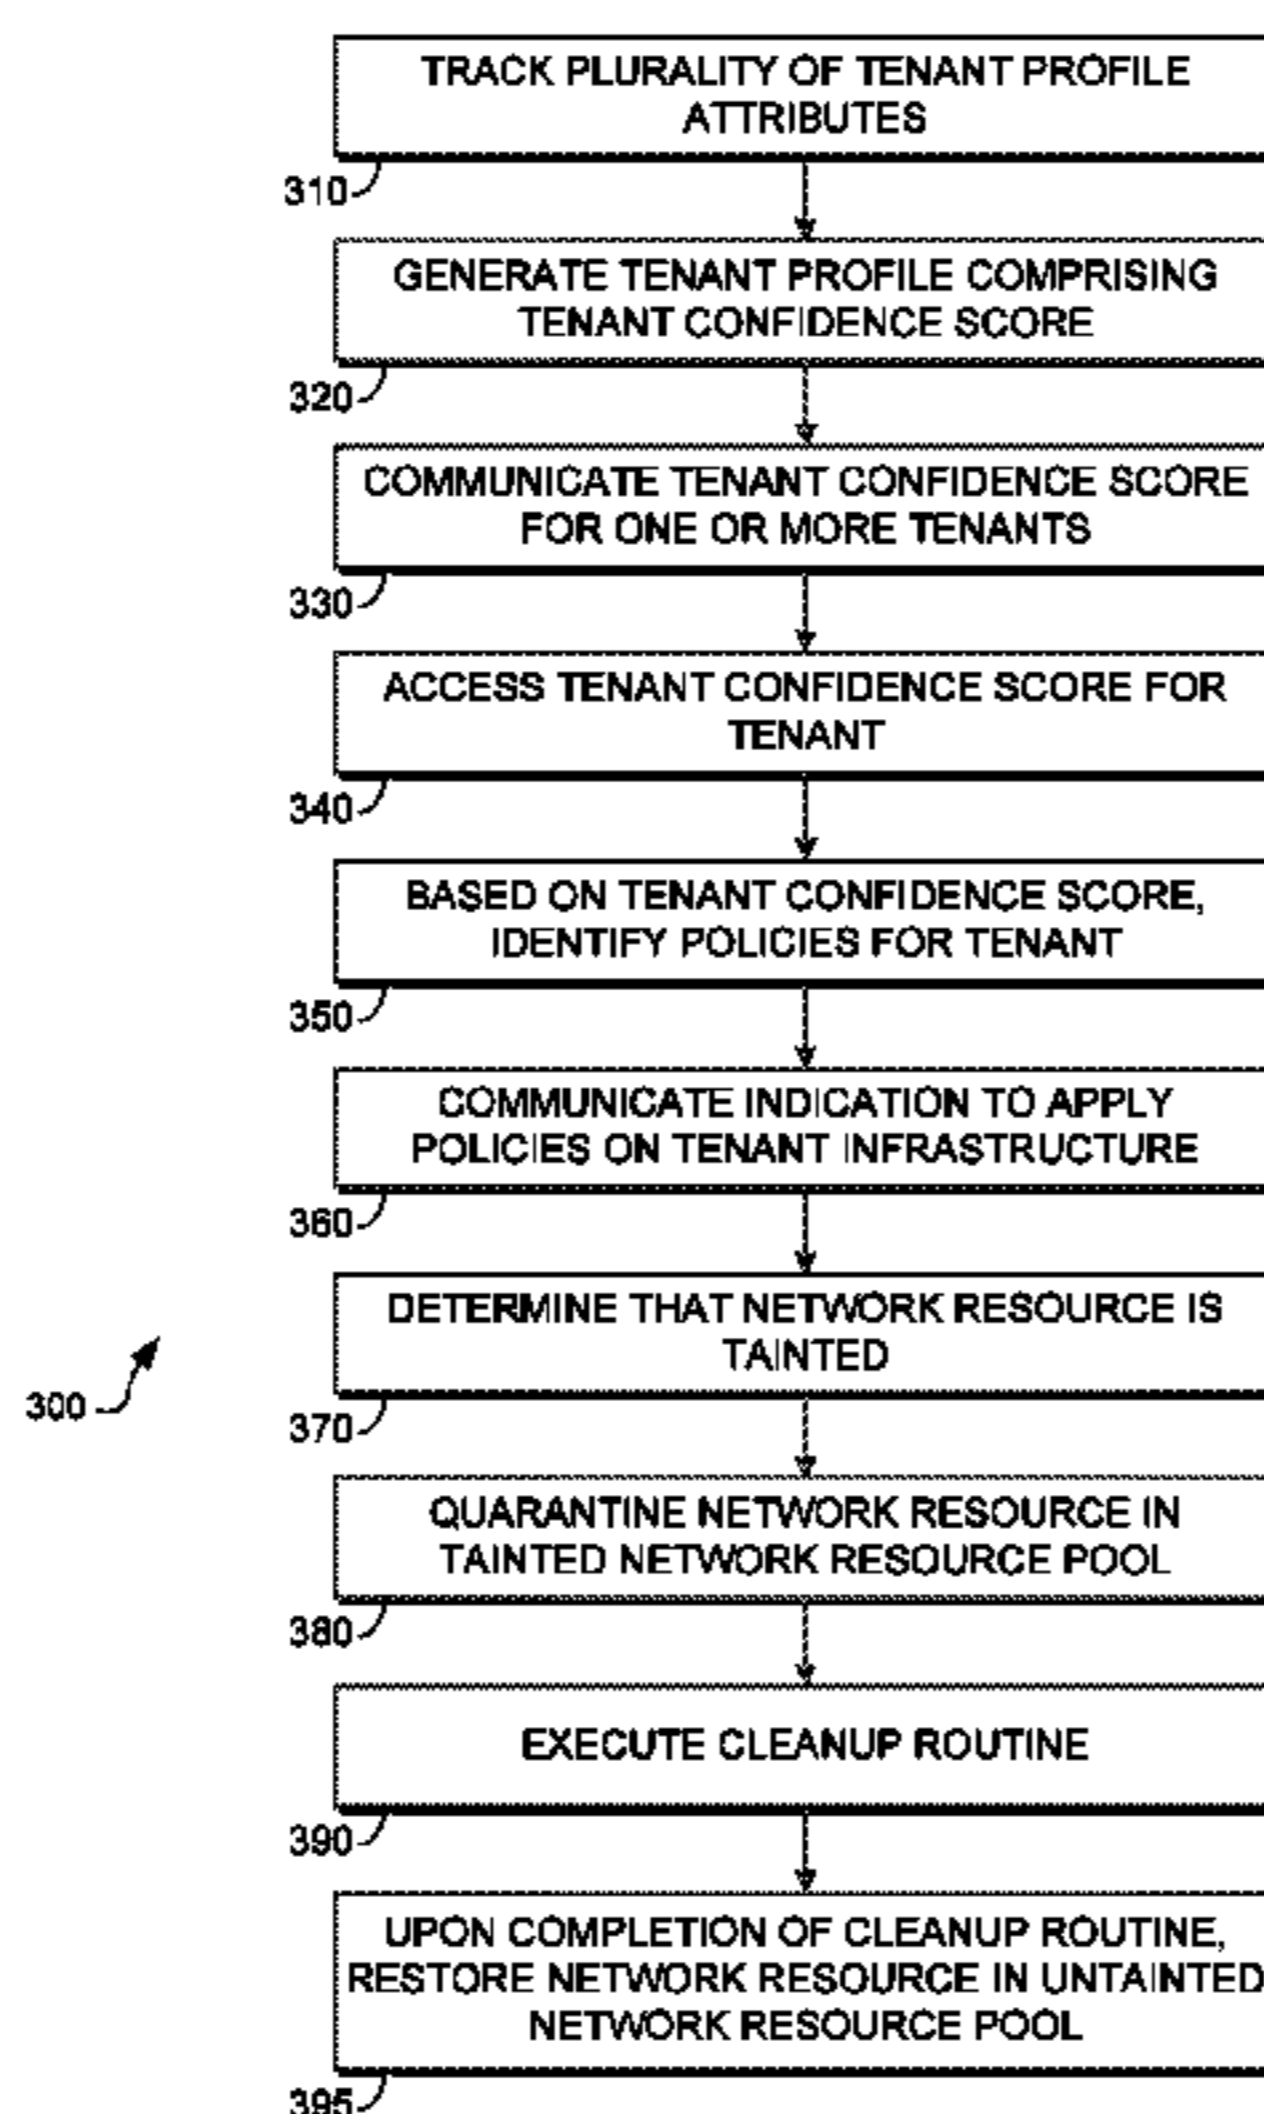 TRACK PLURALITY OF TENANT PROFILE
ATTRIBUTES
310
GENERATE TENANT PROFILE COMPRISING
TENANT CONFIDENCE SCORE
320
COMMUNICATE TENANT CONFIDENCE SCORE
FOR ONE OR MORE TENANTS
330
ACCESS TENANT CONFIDENCE SCORE FOR
TENANT
340
BASED ON TENANT CONFIDENCE SCORE,
IDENTIFY POLICIES FOR TENANT
350
COMMUNICATE INDICATION TO APPLY
POLICIES ON TENANT INFRASTRUCTURE
360
DETERMINE THAT NETWORK RESOURCE IS
TAINTED
300
370
QUARANTINE NETWORK RESOURCE IN
TAINTED NETWORK RESOURCE POOL
380
EXECUTE CLEANUP ROUTINE
390
UPON COMPLETION OF CLEANUP ROUTINE,
RESTORE NETWORK RESOURCE IN UNTAINTED
NETWORK RESOURCE POOL
395